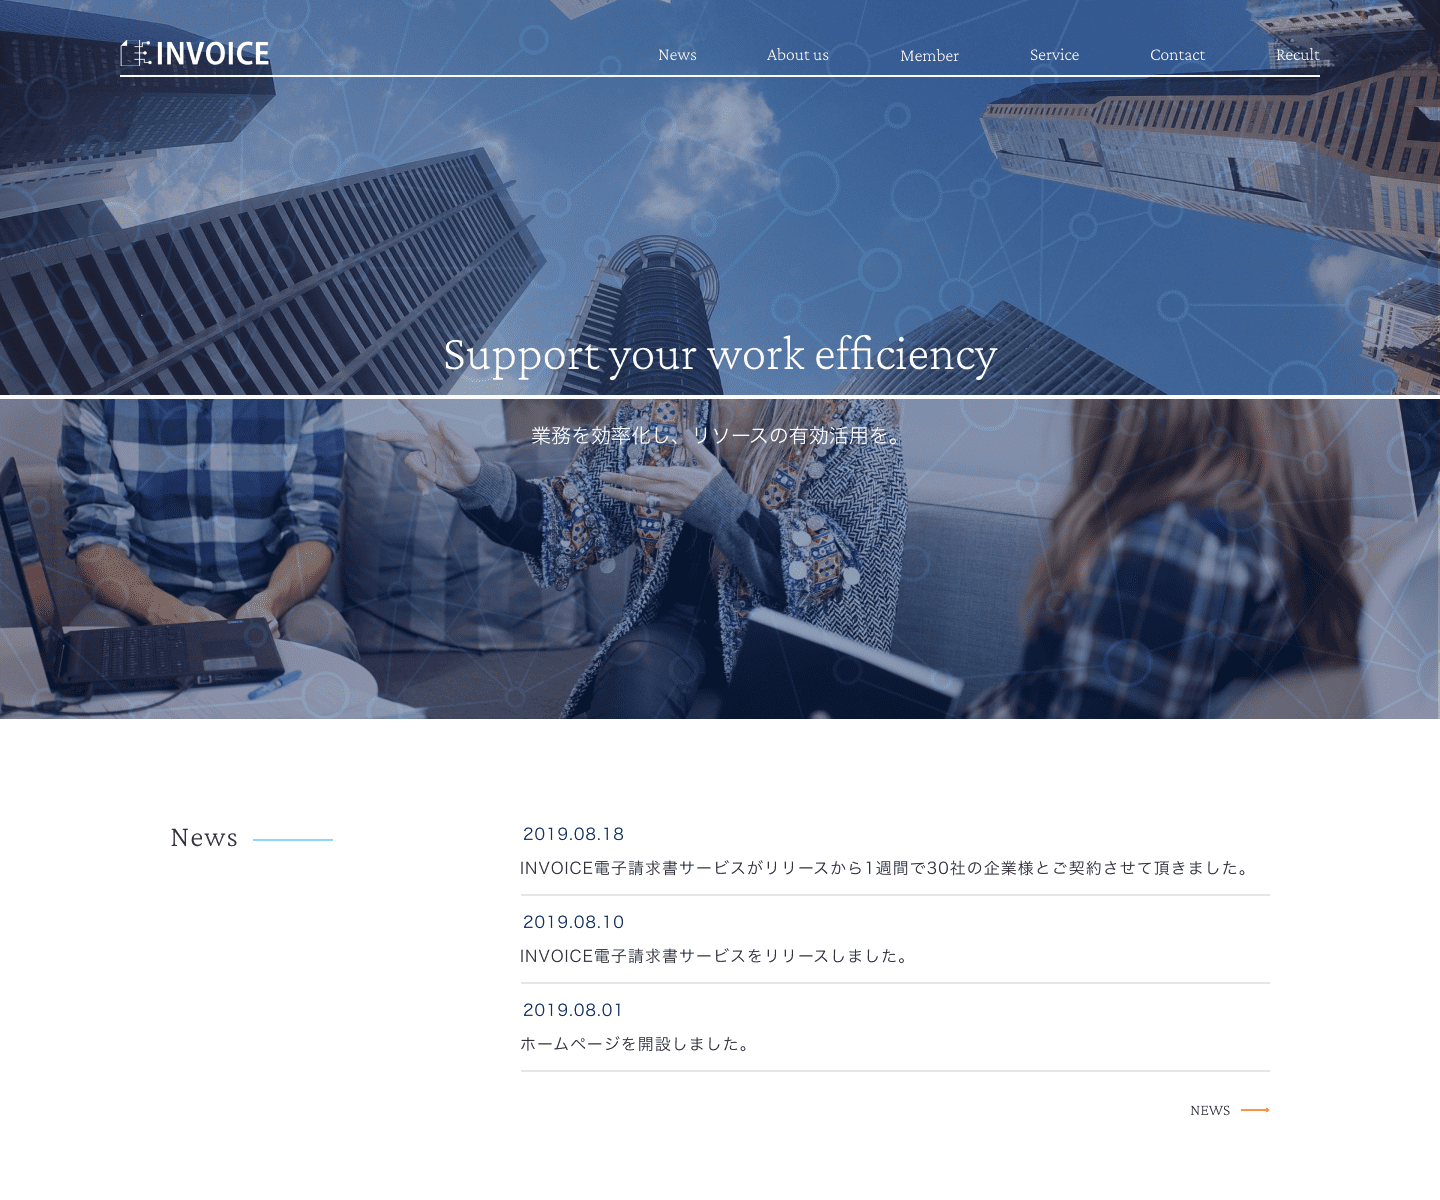 INVOICE
News About us Member Service Contact Recult
Support your work efficiency
業務を効率化し、リソースの有効活用を。
News
2019.08.18
INVOICE電子請求書サービスがリリースから1週間で30社の企業様とご契約させて頂きました。
2019.08.10
INVOICE電子請求書サービスをリリースしました。
2019.08.01
ホームページを開設しました。
NEWS